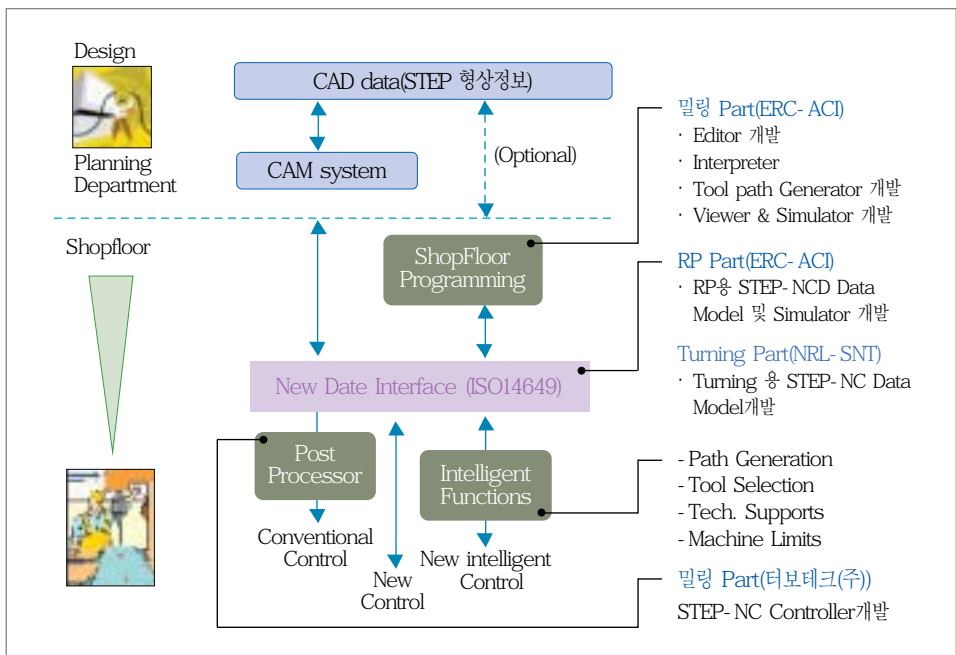 Design
Planning
Department
Shopfloor
CAD data(STEP 형상정보)
CAM system
(Optional)
ShopFloor
Programming
New Date Interface (ISO14649)
Post
Processor
Intelligent
Functions
Conventional
Control
New
Control
New intelligent
Control
밀링 Part(ERC-ACI)
· Editor 개발
· Interpreter
· Tool path Generator 개발
· Viewer & Simulator 개발
RP Part(ERC-ACI)
· RP용 STEP-NCD Data
Model 및 Simulator 개발
Turning Part(NRL-SNT)
· Turning 용 STEP-NC Data
Model개발
- Path Generation
- Tool Selection
- Tech. Supports
- Machine Limits
밀링 Part(터보테크(주))
STEP-NC Controller개발